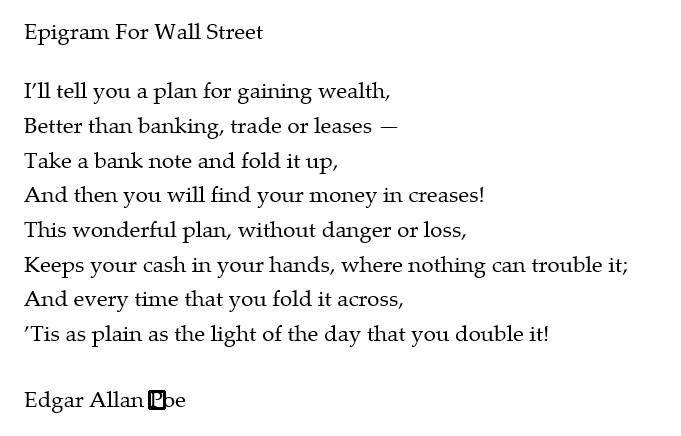 Epigram For Wall Street
I’ll tell you a plan for gaining wealth,
Better than banking, trade or leases —
Take a bank note and fold it up,
And then you will find your money in creases!
This wonderful plan, without danger or loss,
Keeps your cash in your hands, where nothing can trouble it;
And every time that you fold it across,
’Tis as plain as the light of the day that you double it!
Edgar Allan Poe